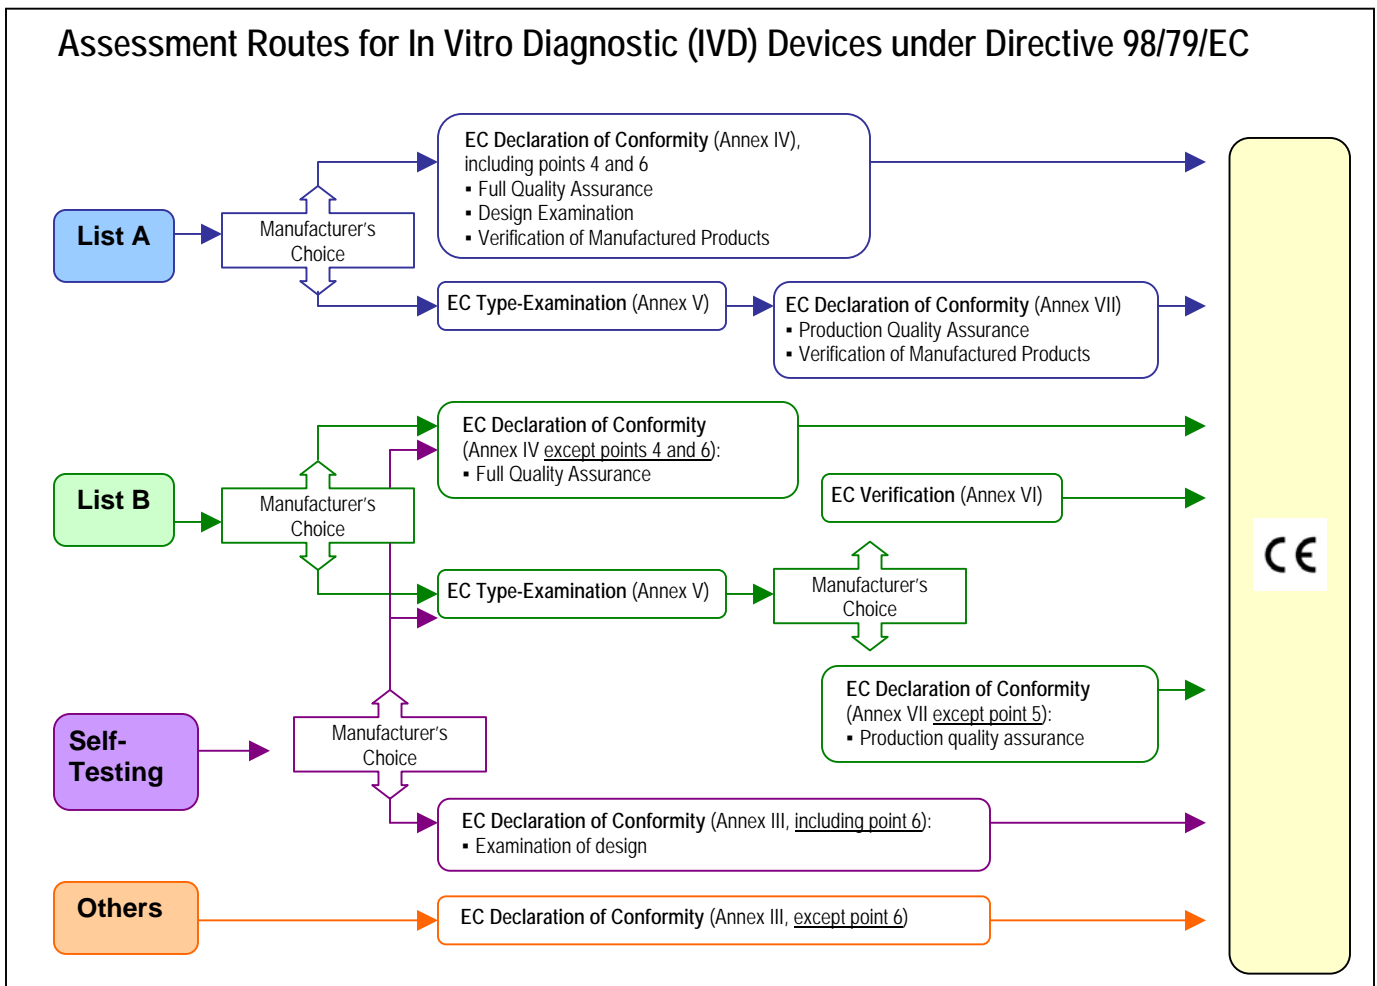 Assessment Routes for In Vitro Diagnostic (IVD) Devices under Directive 98/79/EC
List A
Manufacturer's
Choice
EC Declaration of Conformity (Annex IV),
including points 4 and 6
▪ Full Quality Assurance
▪ Design Examination
▪ Verification of Manufactured Products
EC Type-Examination (Annex V)
EC Declaration of Conformity (Annex VII)
▪ Production Quality Assurance
▪ Verification of Manufactured Products
List B
Manufacturer's
Choice
EC Declaration of Conformity
(Annex IV except points 4 and 6):
▪ Full Quality Assurance
EC Type-Examination (Annex V)
EC Verification (Annex VI)
Manufacturer's
Choice
EC Declaration of Conformity
(Annex VII except point 5):
▪ Production quality assurance
Self-
Testing
Manufacturer's
Choice
EC Declaration of Conformity (Annex III, including point 6):
▪ Examination of design
Others
EC Declaration of Conformity (Annex III, except point 6)
CE